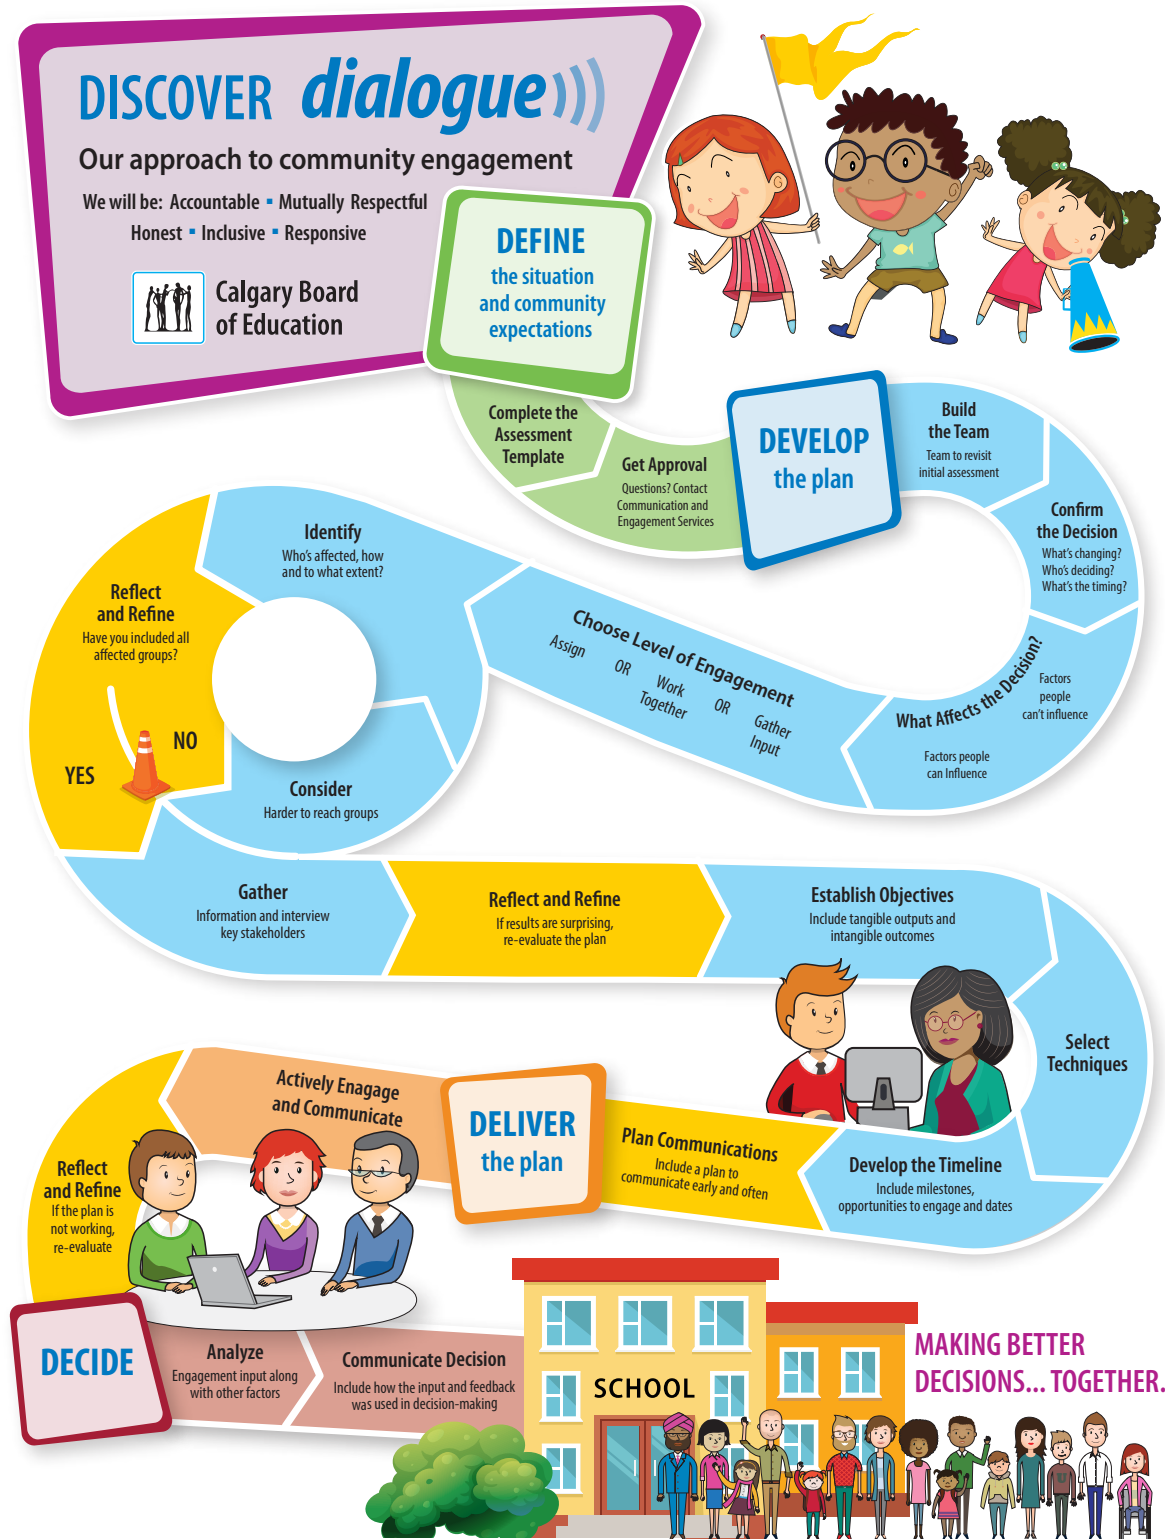 DISCOVER dialogue
Our approach to community engagement
We will be: Accountable ▪ Mutually Respectful
Honest ▪ Inclusive ▪ Responsive
Calgary Board
of Education
DEFINE
the situation
and community
expectations
Complete the
Assessment
Template
Get Approval
Questions? Contact
Communication and
Engagement Services
DEVELOP
the plan
Build
the Team
Team to revisit
initial assessment
Confirm
the Decision
What's changing?
Who's deciding?
What's the timing?
What Affects the Decision?
Factors
people
can't influence
Factors people
can Influence
Choose Level of Engagement
Assign
OR
Work
Together
OR
Gather
Input
Identify
Who's affected, how
and to what extent?
Consider
Harder to reach groups
Reflect
and Refine
Have you included all
affected groups?
NO
YES
Gather
Information and interview
key stakeholders
Reflect and Refine
If results are surprising,
re-evaluate the plan
Establish Objectives
Include tangible outputs and
intangible outcomes
Select
Techniques
Develop the Timeline
Include milestones,
opportunities to engage and dates
Plan Communications
Include a plan to
communicate early and often
DELIVER
the plan
Actively Enagage
and Communicate
Reflect
and Refine
If the plan is
not working,
re-evaluate
DECIDE
Analyze
Engagement input along
with other factors
Communicate Decision
Include how the input and feedback
was used in decision-making
SCHOOL
MAKING BETTER
DECISIONS... TOGETHER.
U